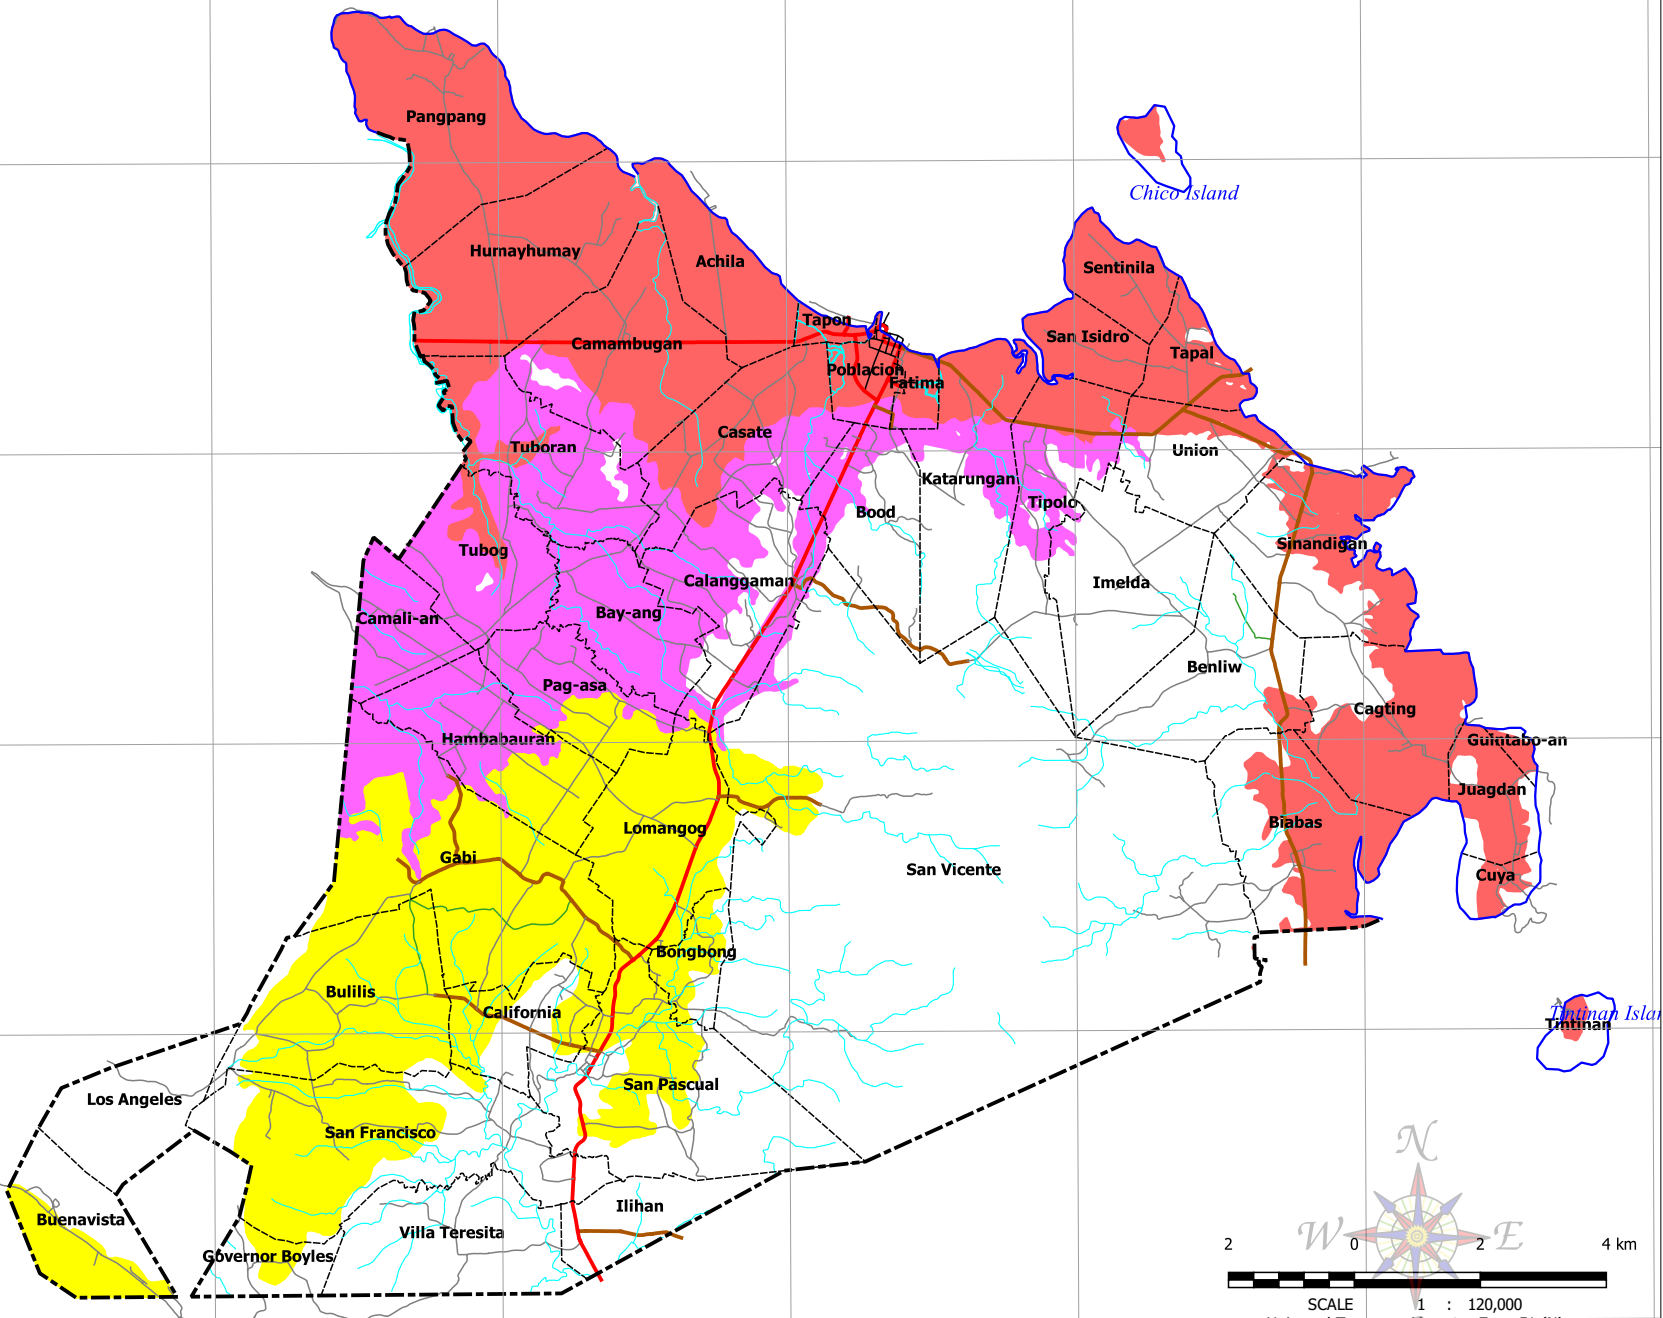 Pangpang
Chico Island
Hurnayhumay
Achila
Sentinila
Tapon
San Isidro
Camambugan
Tapal
Poblacion
Fatima
Casate
Tuboran
Union
Katarungan
Tipolo
Bood
Sinandigan
Tubog
Calanggaman
Imelda
Camali-an
Bay-ang
Benliw
Pag-asa
Cagting
Hambabauran
Guintabo-an
Juagdan
Lomangog
Biabas
Gabi
San Vicente
Cuya
Bongbong
Bulilis
California
Tintinan Islan
Tintinan
San Pascual
Los Angeles
San Francisco
N
Ilihan
Buenavista
Villa Teresita
W
E
Governor Boyles
2 0 2 4 km
SCALE 1 : 120,000